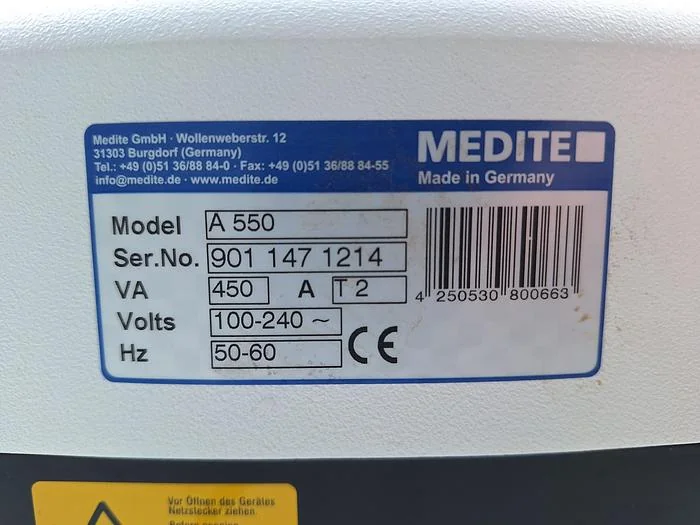 Medite GmbH · Wollenweberstr. 12
31303 Burgdorf (Germany)
Tel.: +49 (0)51 36/88 84-0 · Fax: +49 (0)51 36/88 84-55
info@medite.de · www.medite.de
MEDITE
Made in Germany
Model A 550
Ser.No. 901 147 1214
VA 450 A T 2
Volts 100-240 ~
Hz 50-60
CE
4 250530 800663
Vor Öffnen des Gerätes
Netzstecker ziehen
Before opening